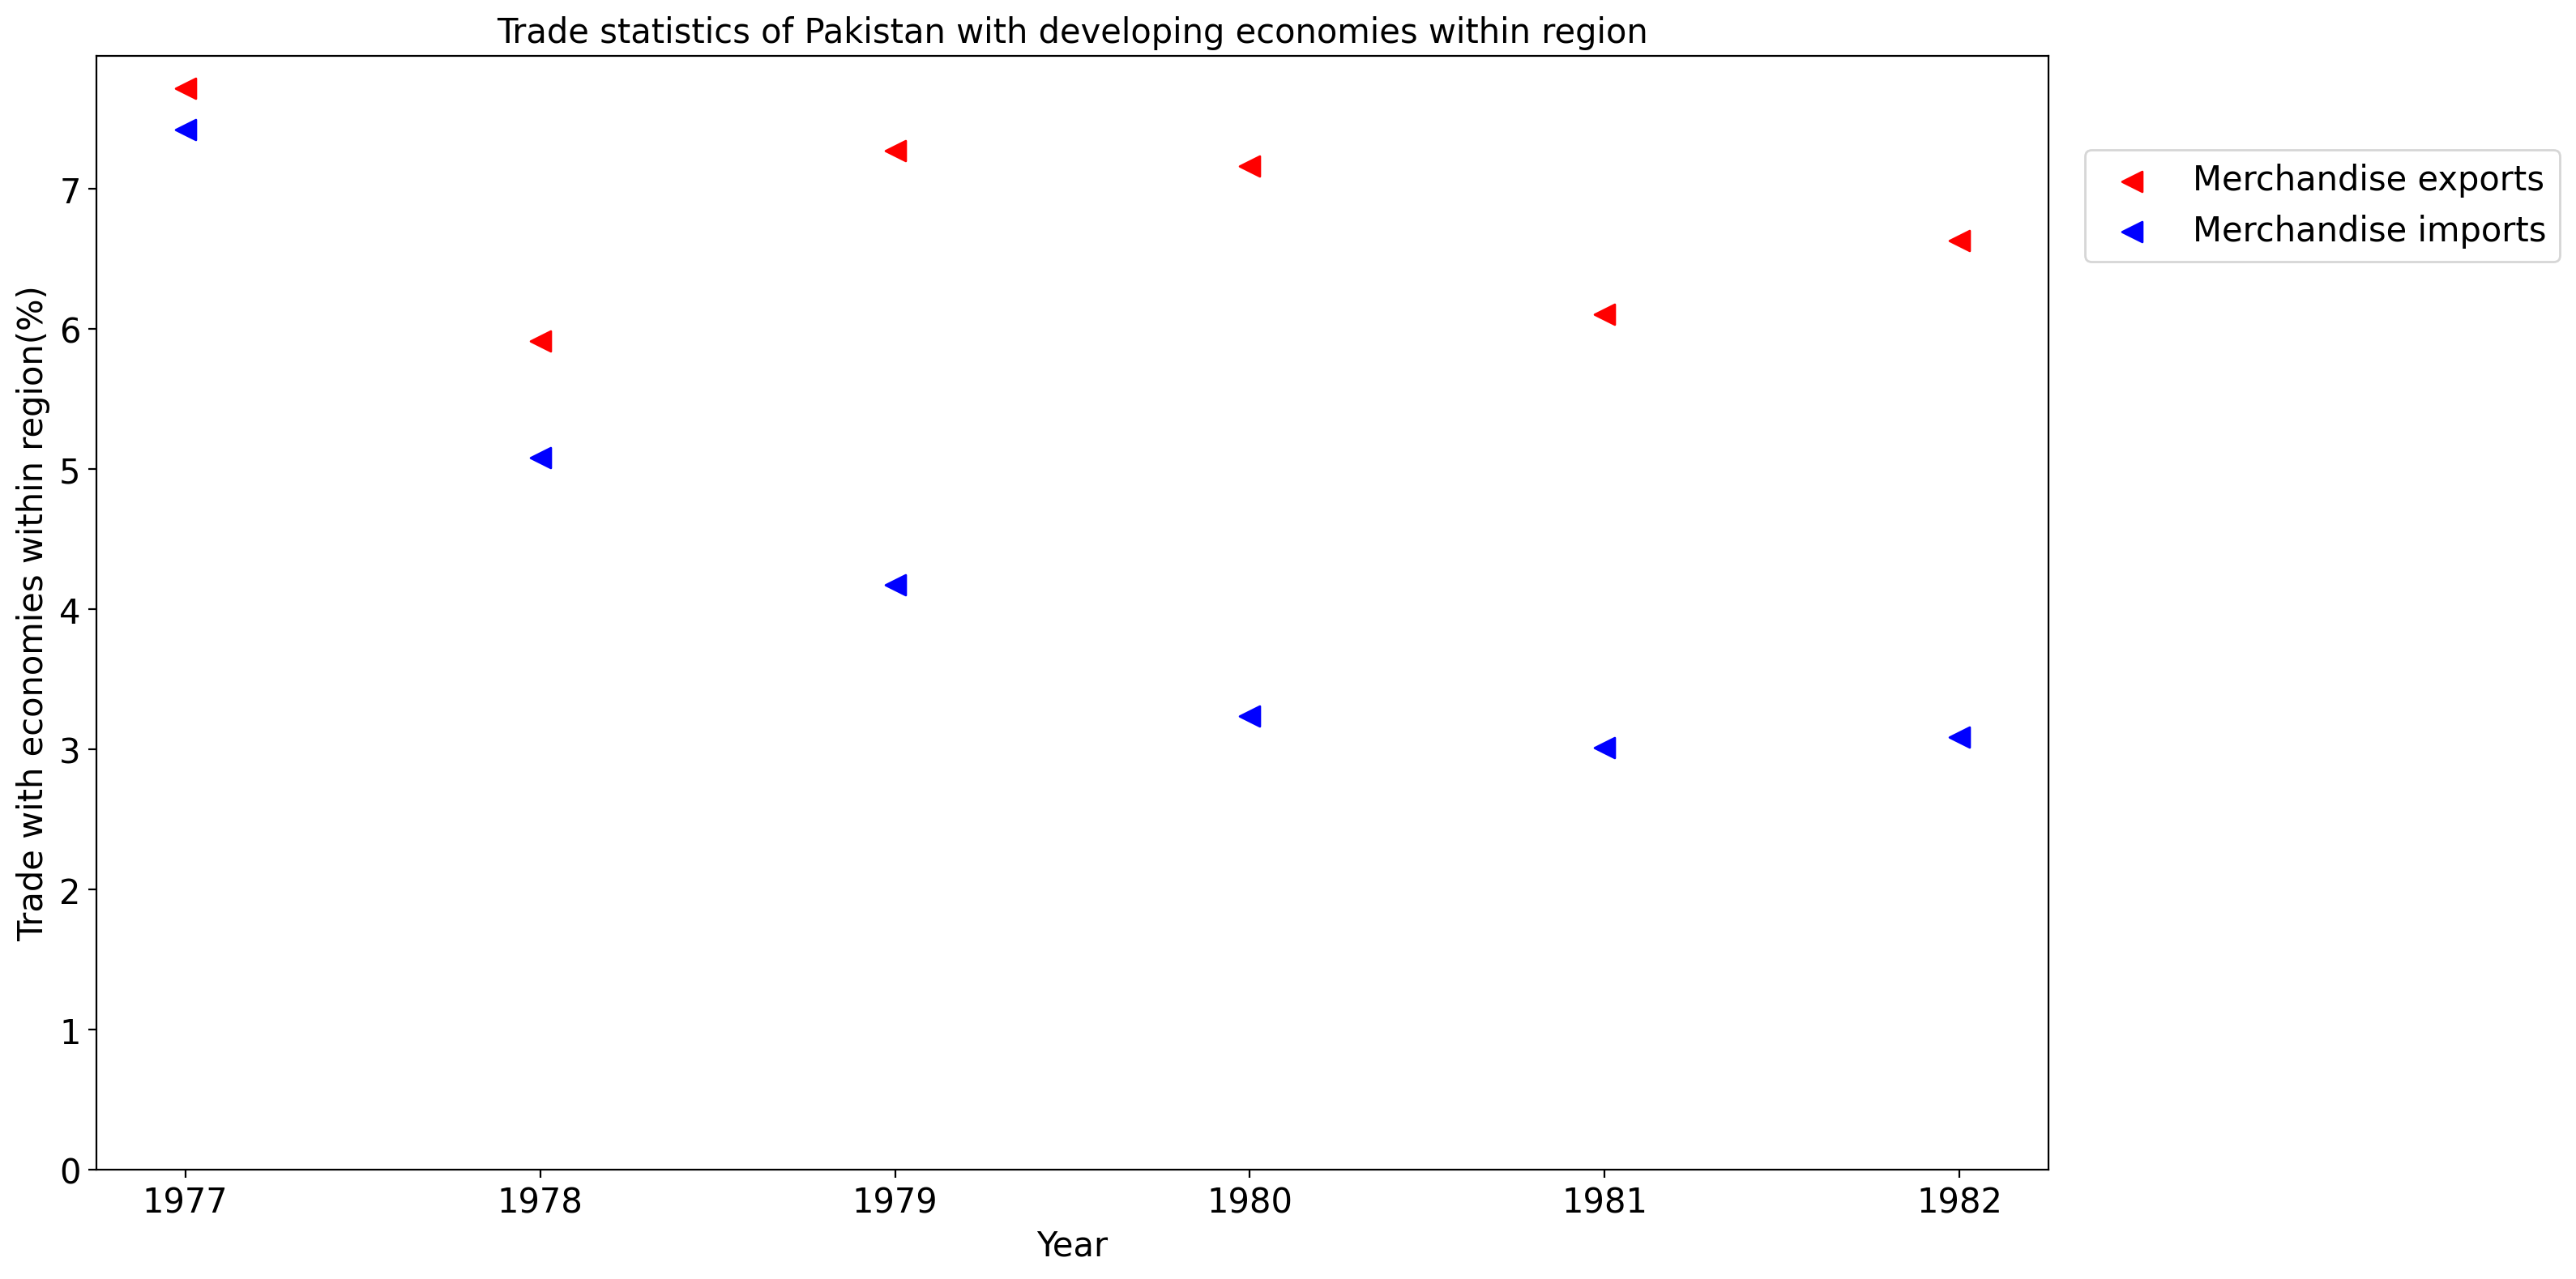 Trade statistics of Pakistan with developing economies within region
Trade with economies within region(%)
7
6
5
4
3
2
1
0
1977 1978 1979 1980 1981 1982
Year
Merchandise exports
Merchandise imports